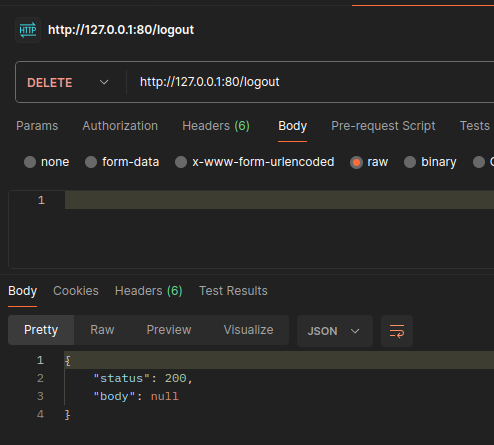 HTTP http://127.0.0.1:80/logout
DELETE http://127.0.0.1:80/logout
Params Authorization Headers (6) Body Pre-request Script Tests
none form-data x-www-form-urlencoded raw binary
1
Body Cookies Headers (6) Test Results
Pretty Raw Preview Visualize JSON
1 {
2 "status": 200,
3 "body": null
4 }